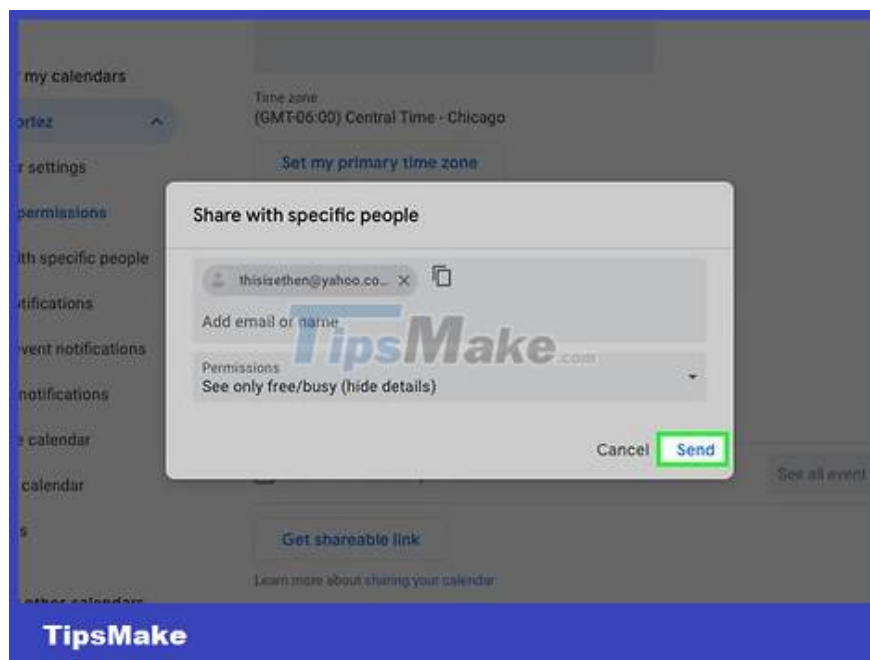 my calendars
ortez
r settings
permissions
ith specific people
otifications
vent notifications
notifications
e calendar
calendar
s
other calendars
Time zone
(GMT-06:00) Central Time - Chicago
Set my primary time zone
Share with specific people
thisisethen@yahoo.co...
Add email or name
Permissions
See only free/busy (hide details)
Cancel Send
See all event
Get shareable link
Learn more about sharing your calendar
TipsMake.com
TipsMake